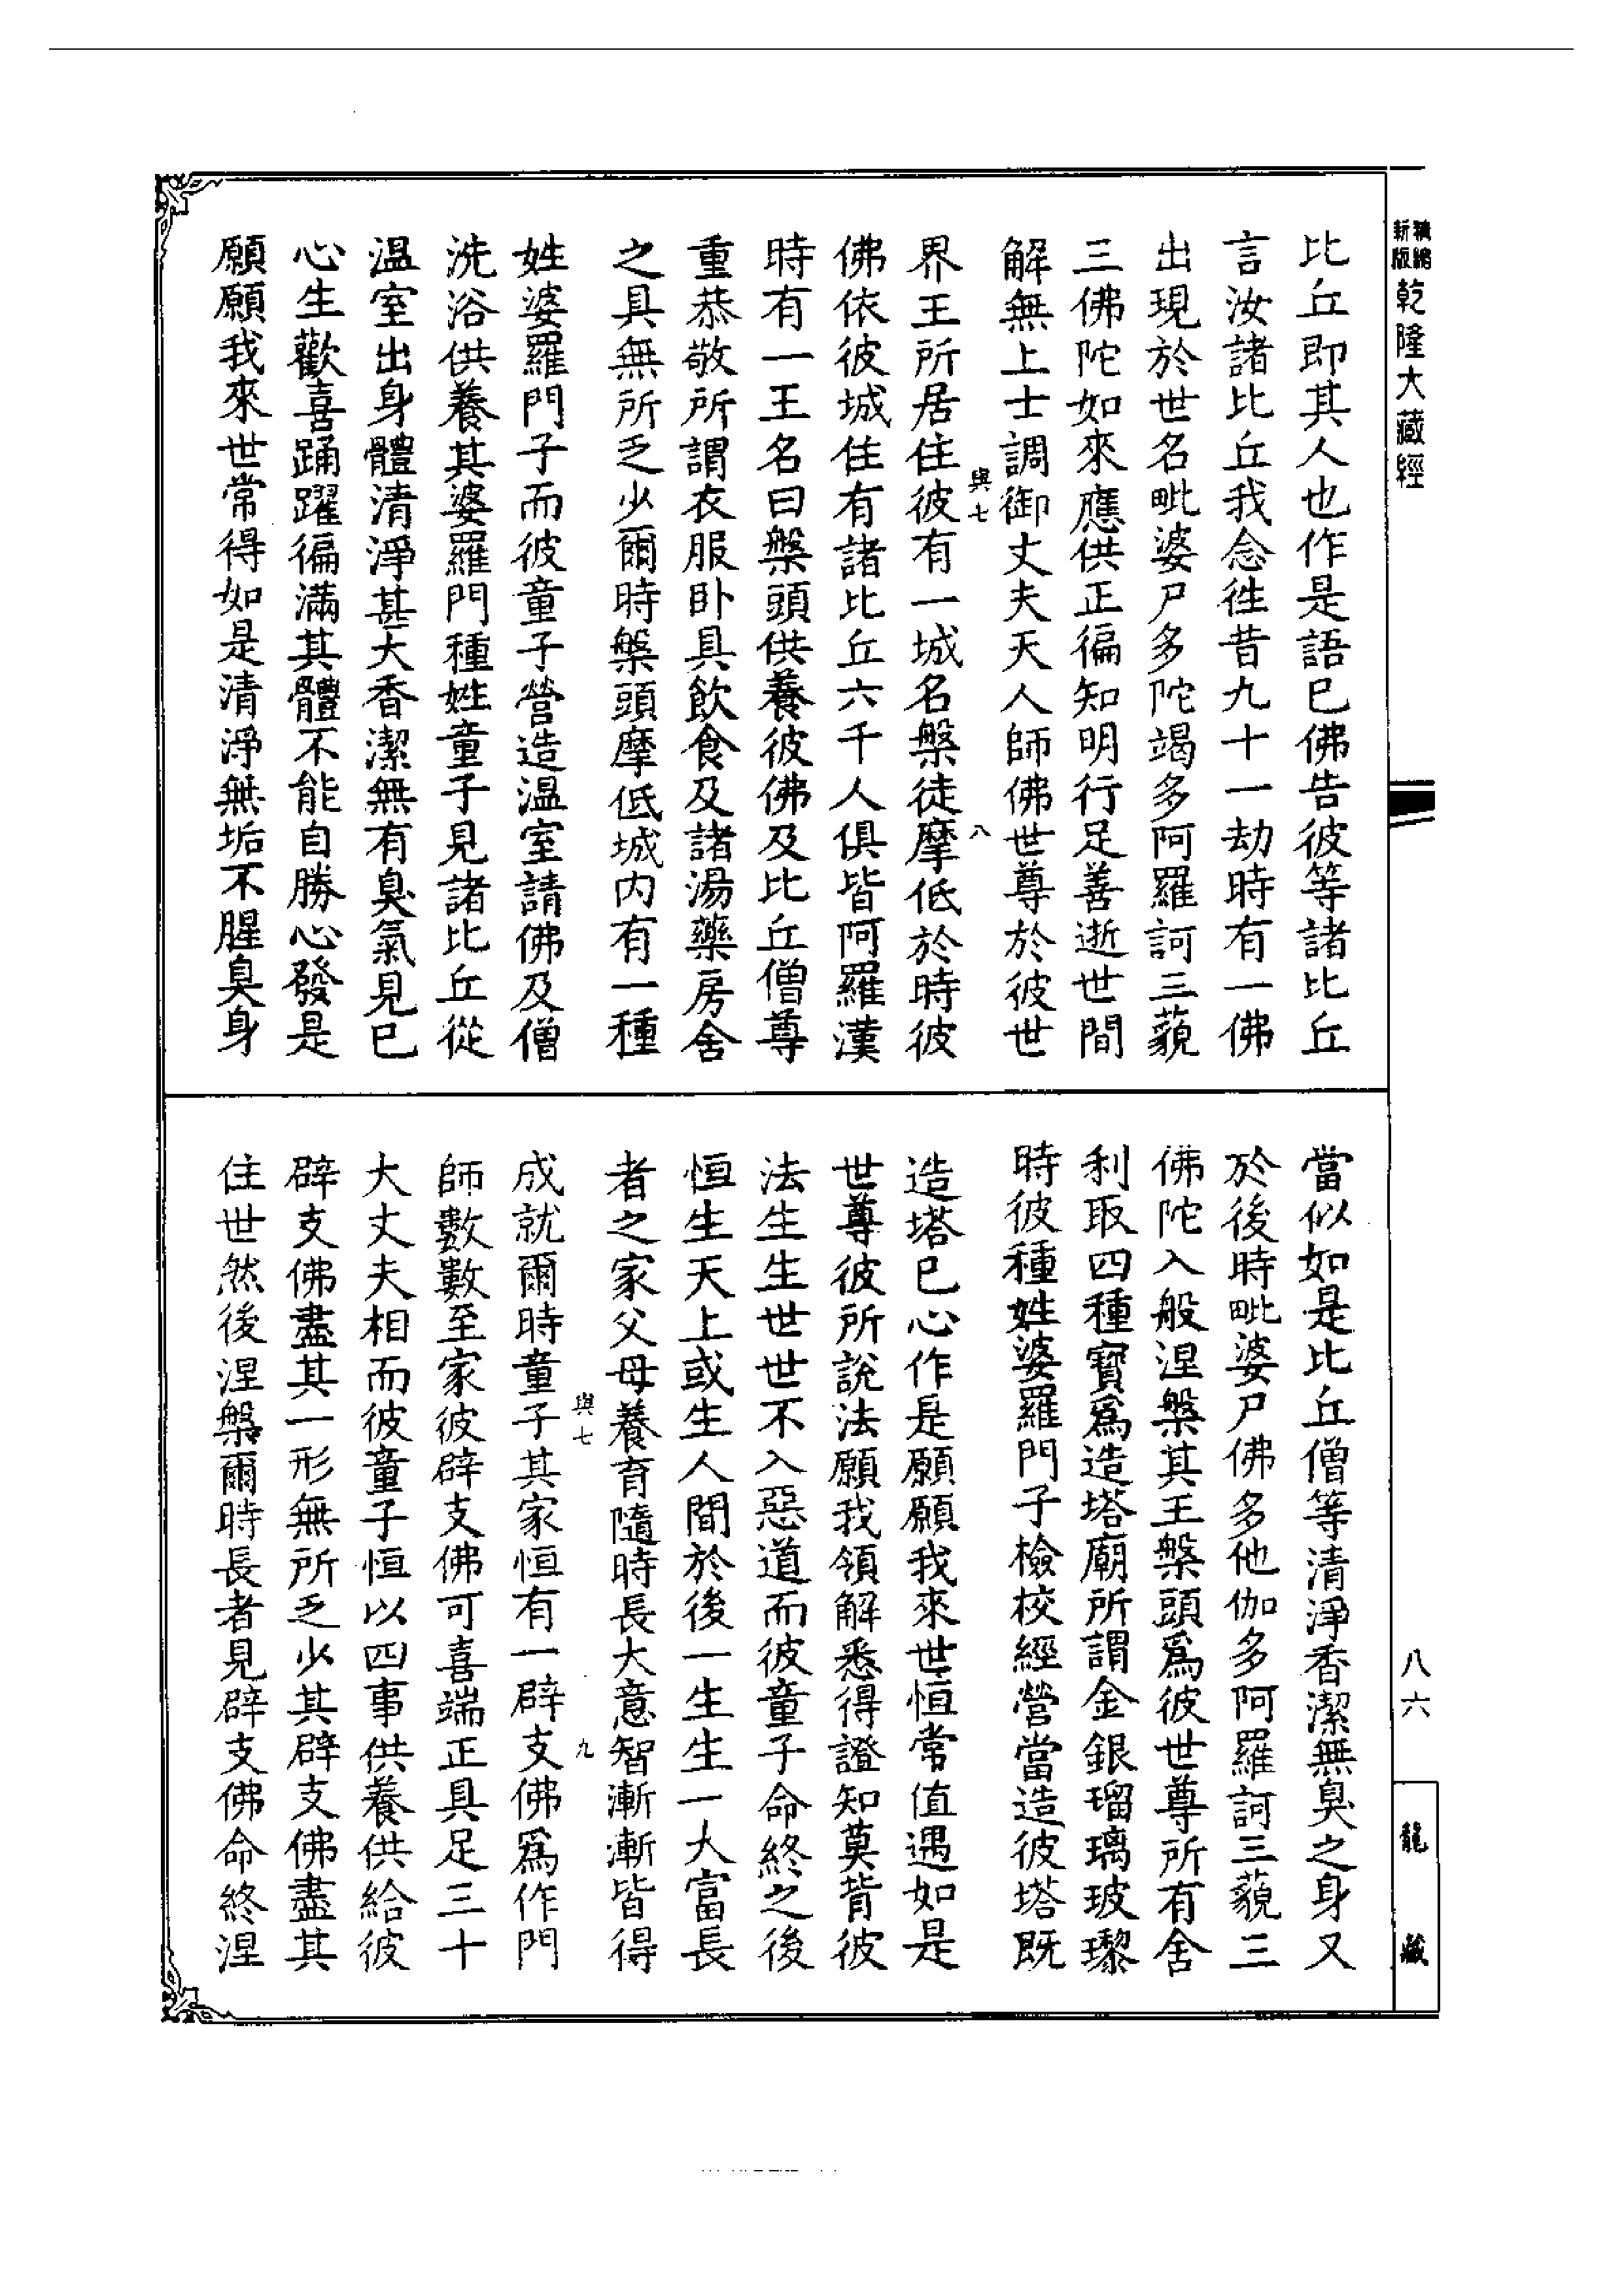 新編縮版乾隆大藏經
比丘即其人也作是語已佛告彼等諸比丘
言汝諸比丘我念徃昔九十一劫時有一佛
出現於世名毗婆尸多陀竭多阿羅訶三藐
三佛陀如來應供正徧知明行足善逝世間
解無上士調御丈夫天人師佛世尊於彼世
與七
八
界王所居住彼有一城名槃徒摩低於時彼
佛依彼城住有諸比丘六千人俱皆阿羅漢
時有一王名曰槃頭供養彼佛及比丘僧尊
重恭敬所謂衣服卧具飲食及諸湯藥房舍
之具無所乏少爾時槃頭摩低城内有一種
姓婆羅門子而彼童子營造温室請佛及僧
洗浴供養其婆羅門種姓童子見諸比丘從
温室出身體清淨甚大香潔無有臭氣見已
心生歡喜踊躍徧滿其體不能自勝心發是
願願我來世常得如是清淨無垢不腥臭身
當似如是比丘僧等清淨香潔無臭之身又
於後時毗婆尸佛多他伽多阿羅訶三藐三
佛陀入般涅槃其王槃頭爲彼世尊所有舍
利取四種寶爲造塔廟所謂金銀瑠璃玻瓈
時彼種姓婆羅門子檢校經營當造彼塔既
造塔已心作是願願我來世恒常值遇如是
世尊彼所說法願我領解悉得證知莫背彼
法生生世世不入惡道而彼童子命終之後
恒生天上或生人間於後一生生一大富長
者之家父母養育隨時長大意智漸漸皆得
與七
九
成就爾時童子其家恒有一辟支佛爲作門
師數數至家彼辟支佛可喜端正具足三十
大丈夫相而彼童子恒以四事供養供給彼
辟支佛盡其一形無所乏少其辟支佛盡其
住世然後涅槃爾時長者見辟支佛命終涅
八六
龍藏